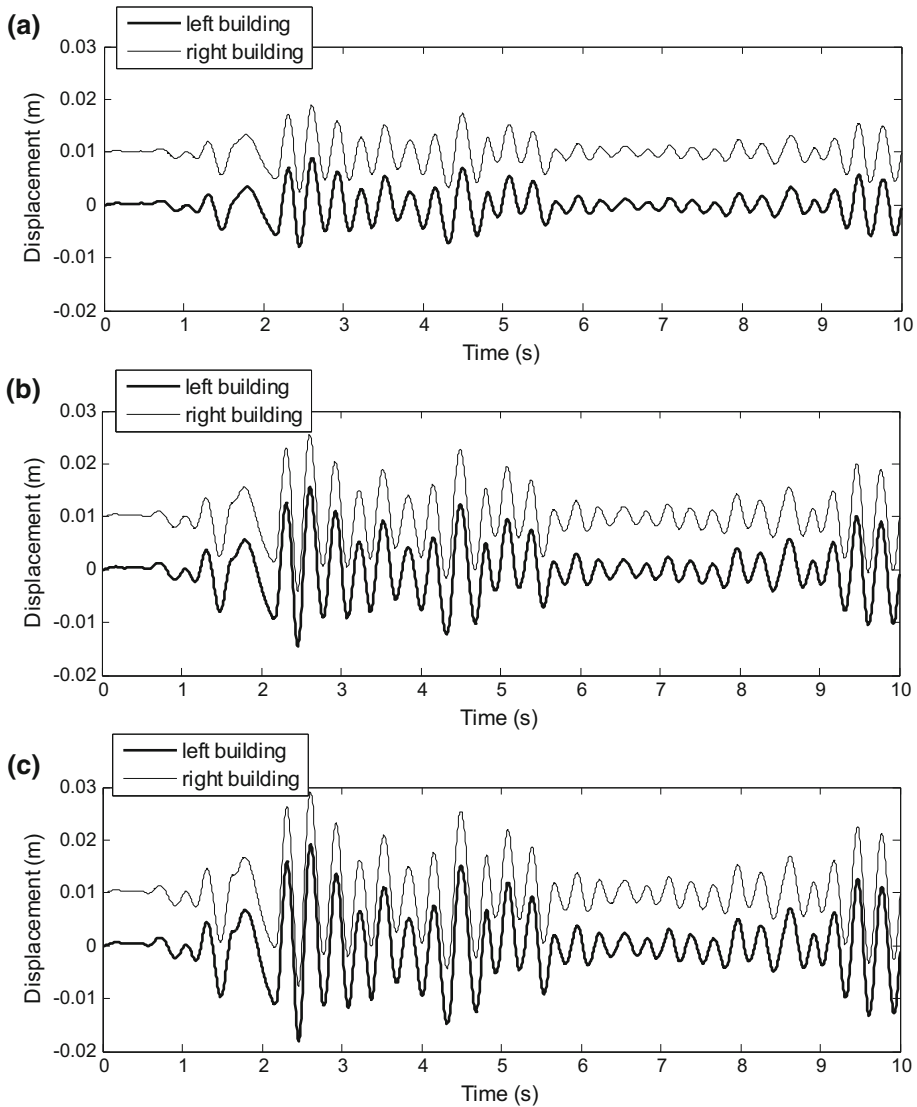 (a)
left building
right building
0.03
0.02
0.01
0
-0.01
-0.02
Displacement (m)
0 1 2 3 4 5 6 7 8 9 10
Time (s)
(b)
left building
right building
0.03
0.02
0.01
0
-0.01
-0.02
Displacement (m)
0 1 2 3 4 5 6 7 8 9 10
Time (s)
(c)
left building
right building
0.03
0.02
0.01
0
-0.01
-0.02
Displacement (m)
0 1 2 3 4 5 6 7 8 9 10
Time (s)